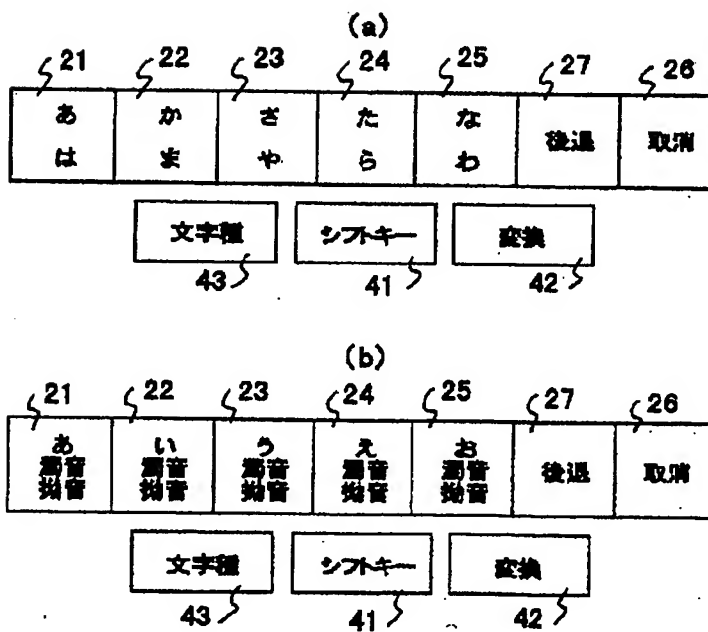 (a)
21 22 23 24 25 27 26
あ か さ た な 後退 取消
は ま や ら わ
文字種 シフトキー 変換
43 41 42
(b)
21 22 23 24 25 27 26
あ い う え お 後退 取消
濁音 濁音 濁音 濁音 濁音
拗音 拗音 拗音 拗音 拗音
文字種 シフトキー 変換
43 41 42